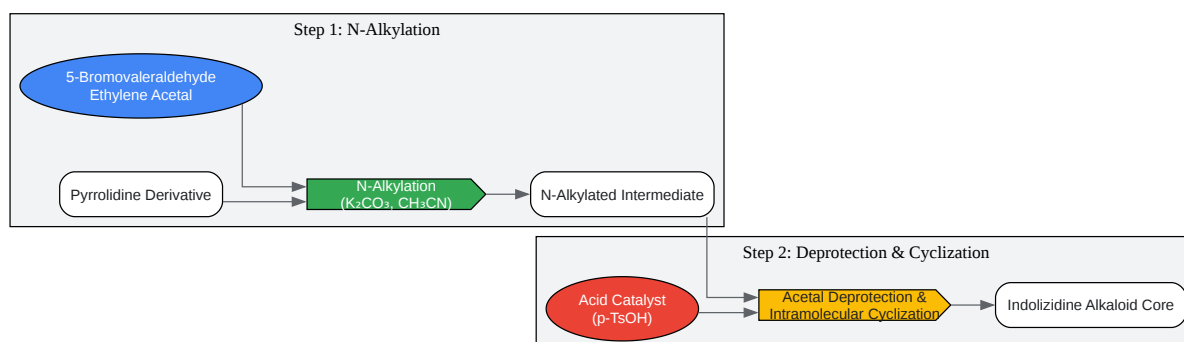 Step 1: N-Alkylation
5-Bromovaleraldehyde
Ethylene Acetal
Pyrrolidine Derivative
N-Alkylation
(K₂CO₃, CH₃CN)
N-Alkylated Intermediate
Step 2: Deprotection & Cyclization
Acid Catalyst
(p-TsOH)
Acetal Deprotection &
Intramolecular Cyclization
Indolizidine Alkaloid Core